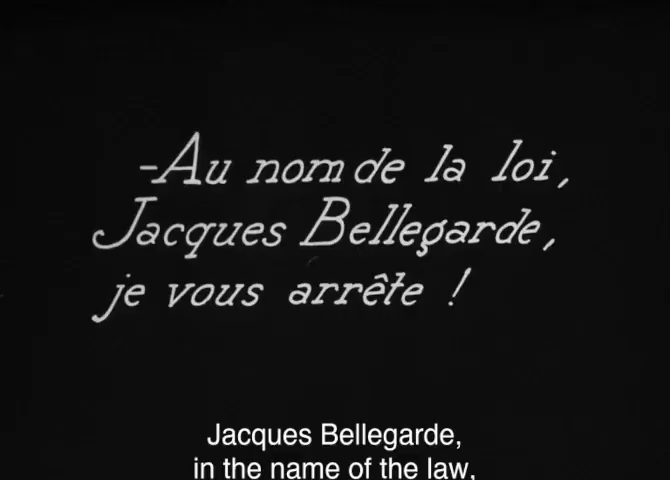 -Au nom de la loi,
Jacques Bellegarde,
je vous arrête !
Jacques Bellegarde,
in the name of the law,